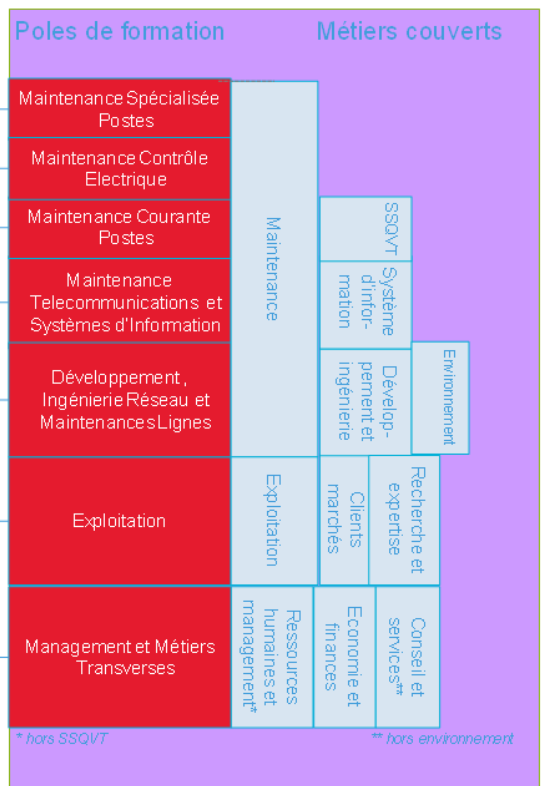 Poles de formation
Métiers couverts
Maintenance Spécialisée
Postes
Maintenance Contrôle
Electrique
Maintenance Courante
Postes
Maintenance
Telecommunications et
Systèmes d'Information
Développement,
Ingénierie Réseau et
Maintenances Lignes
Exploitation
Management et Métiers
Transverses
Maintenance
SSQVT
Système
d'infor-
mation
Dévelop-
pement et
ingénierie
Environnement
Exploitation
Clients
marchés
Recherche et
expertise
Ressources
humaines et
management*
Economie et
finances
Conseil et
services**
* hors SSQVT
** hors environnement